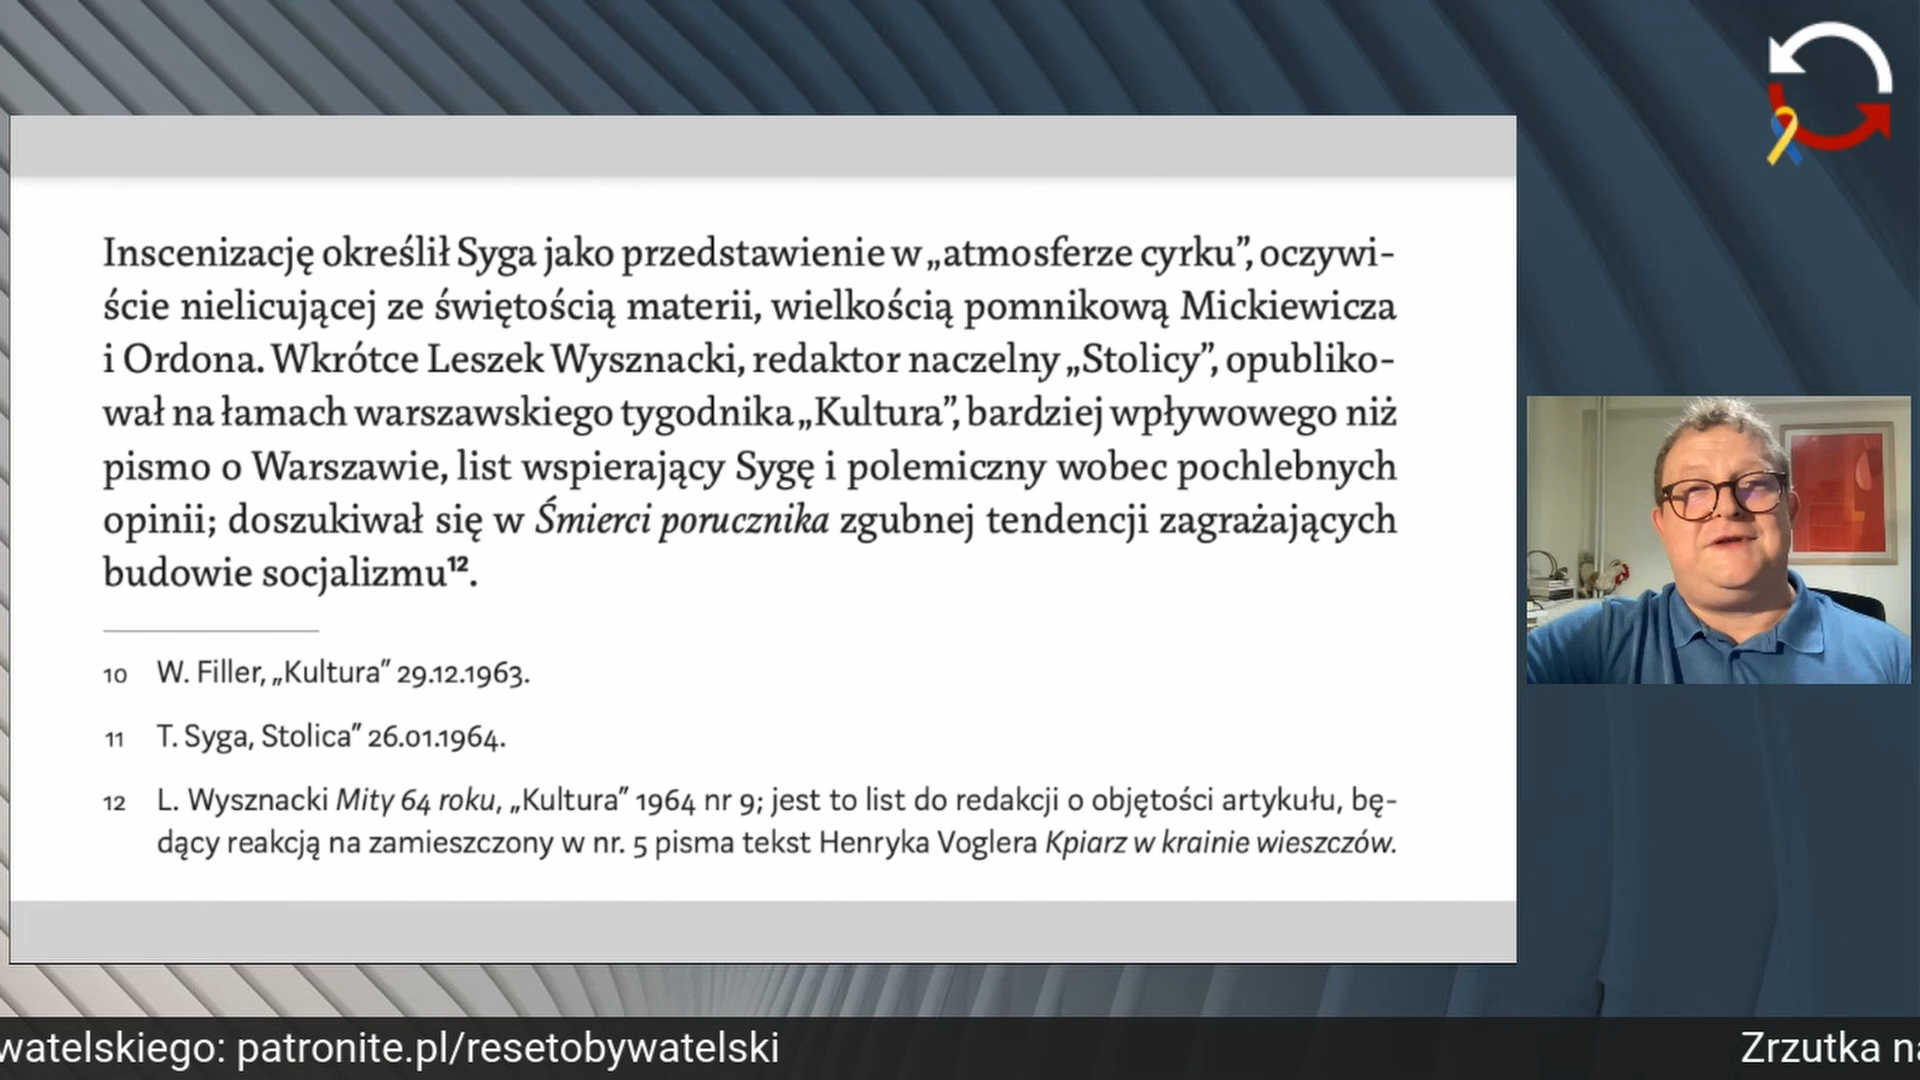 Inscenizację określił Syga jako przedstawienie w „atmosferze cyrku”, oczywi-
ście nielicującej ze świętością materii, wielkością pomnikową Mickiewicza
i Ordona. Wkrótce Leszek Wysznacki, redaktor naczelny „Stolicy”, opubliko-
wał na łamach warszawskiego tygodnika „Kultura”, bardziej wpływowego niż
pismo o Warszawie, list wspierający Sygę i polemiczny wobec pochlebnych
opinii; doszukiwał się w Śmierci porucznika zgubnej tendencji zagrażających
budowie socjalizmu¹².
10 W. Filler, „Kultura” 29.12.1963.
11 T. Syga, Stolica” 26.01.1964.
12 L. Wysznacki Mity 64 roku, „Kultura” 1964 nr 9; jest to list do redakcji o objętości artykułu, bę-
dący reakcją na zamieszczony w nr. 5 pisma tekst Henryka Voglera Kpiarz w krainie wieszczów.
watelskiego: patronite.pl/resetobywatelski Zrzutka na